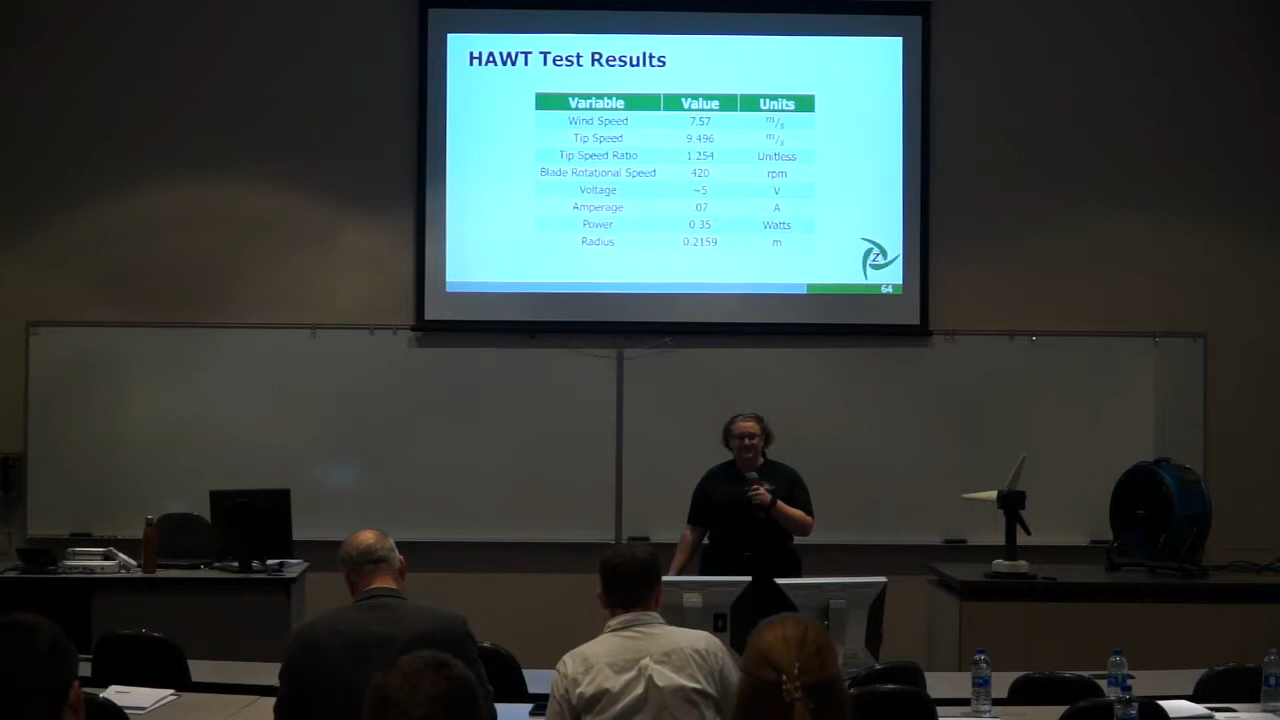 HAWT Test Results
Variable Value Units
Wind Speed 7.57 m/s
Tip Speed 9.496 m/s
Tip Speed Ratio 1.254 Unitless
Blade Rotational Speed 420 rpm
Voltage ~5 V
Amperage .07 A
Power 0.35 Watts
Radius 0.2159 m
Z
64